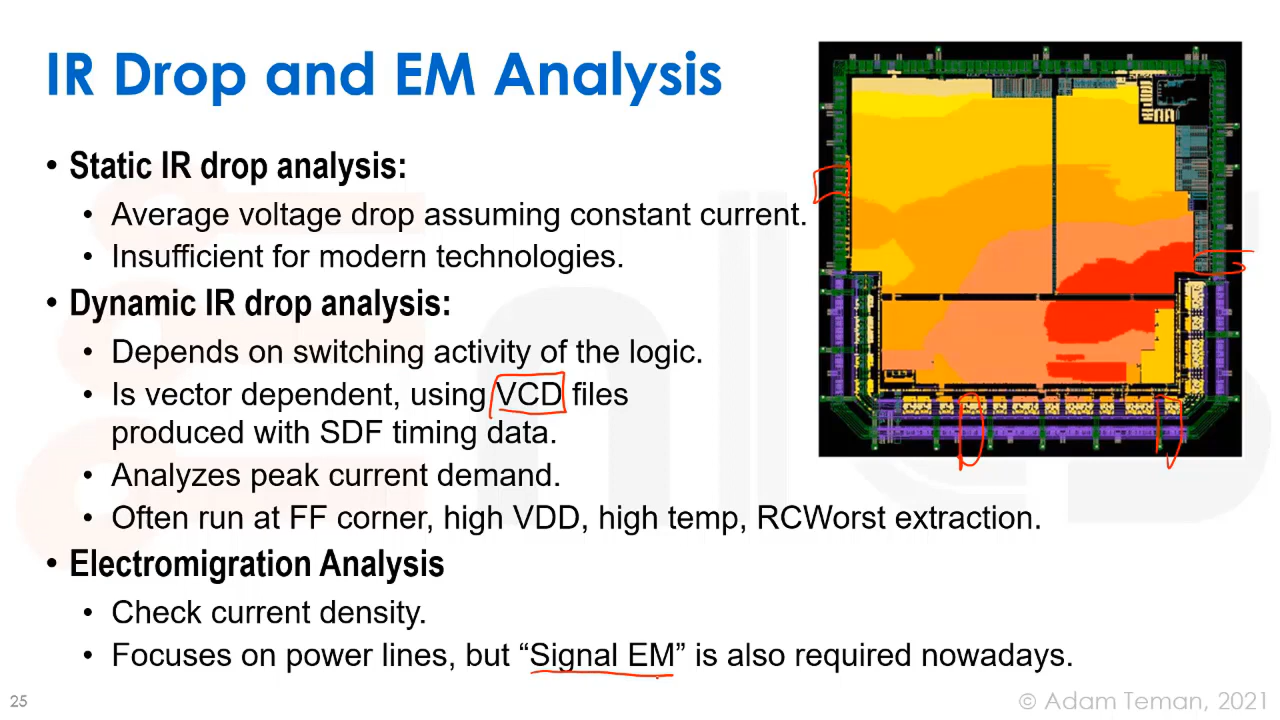 IR Drop and EM Analysis
• Static IR drop analysis:
• Average voltage drop assuming constant current.
• Insufficient for modern technologies.
• Dynamic IR drop analysis:
• Depends on switching activity of the logic.
• Is vector dependent, using VCD files
produced with SDF timing data.
• Analyzes peak current demand.
• Often run at FF corner, high VDD, high temp, RCWorst extraction.
• Electromigration Analysis
• Check current density.
• Focuses on power lines, but “Signal EM” is also required nowadays.
25
© Adam Teman, 2021